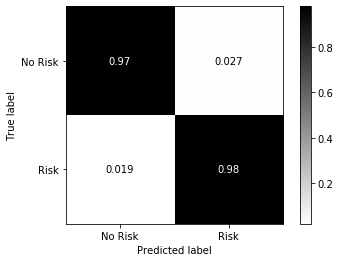 No Risk
0.97
0.027
True label
Risk
0.019
0.98
No Risk
Risk
Predicted label
0.8
0.6
0.4
0.2